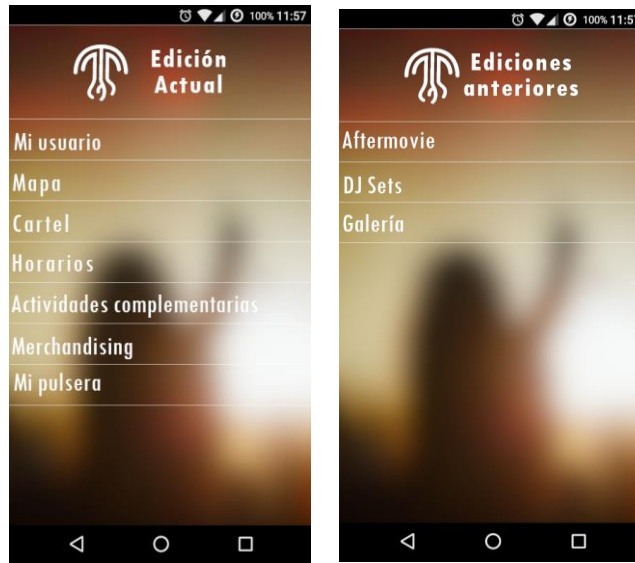 100% 11:57
Edición
Actual
Mi usuario
Mapa
Cartel
Horarios
Actividades complementarias
Merchandising
Mi pulsera
100% 11:57
Ediciones
anteriores
Aftermovie
DJ Sets
Galería